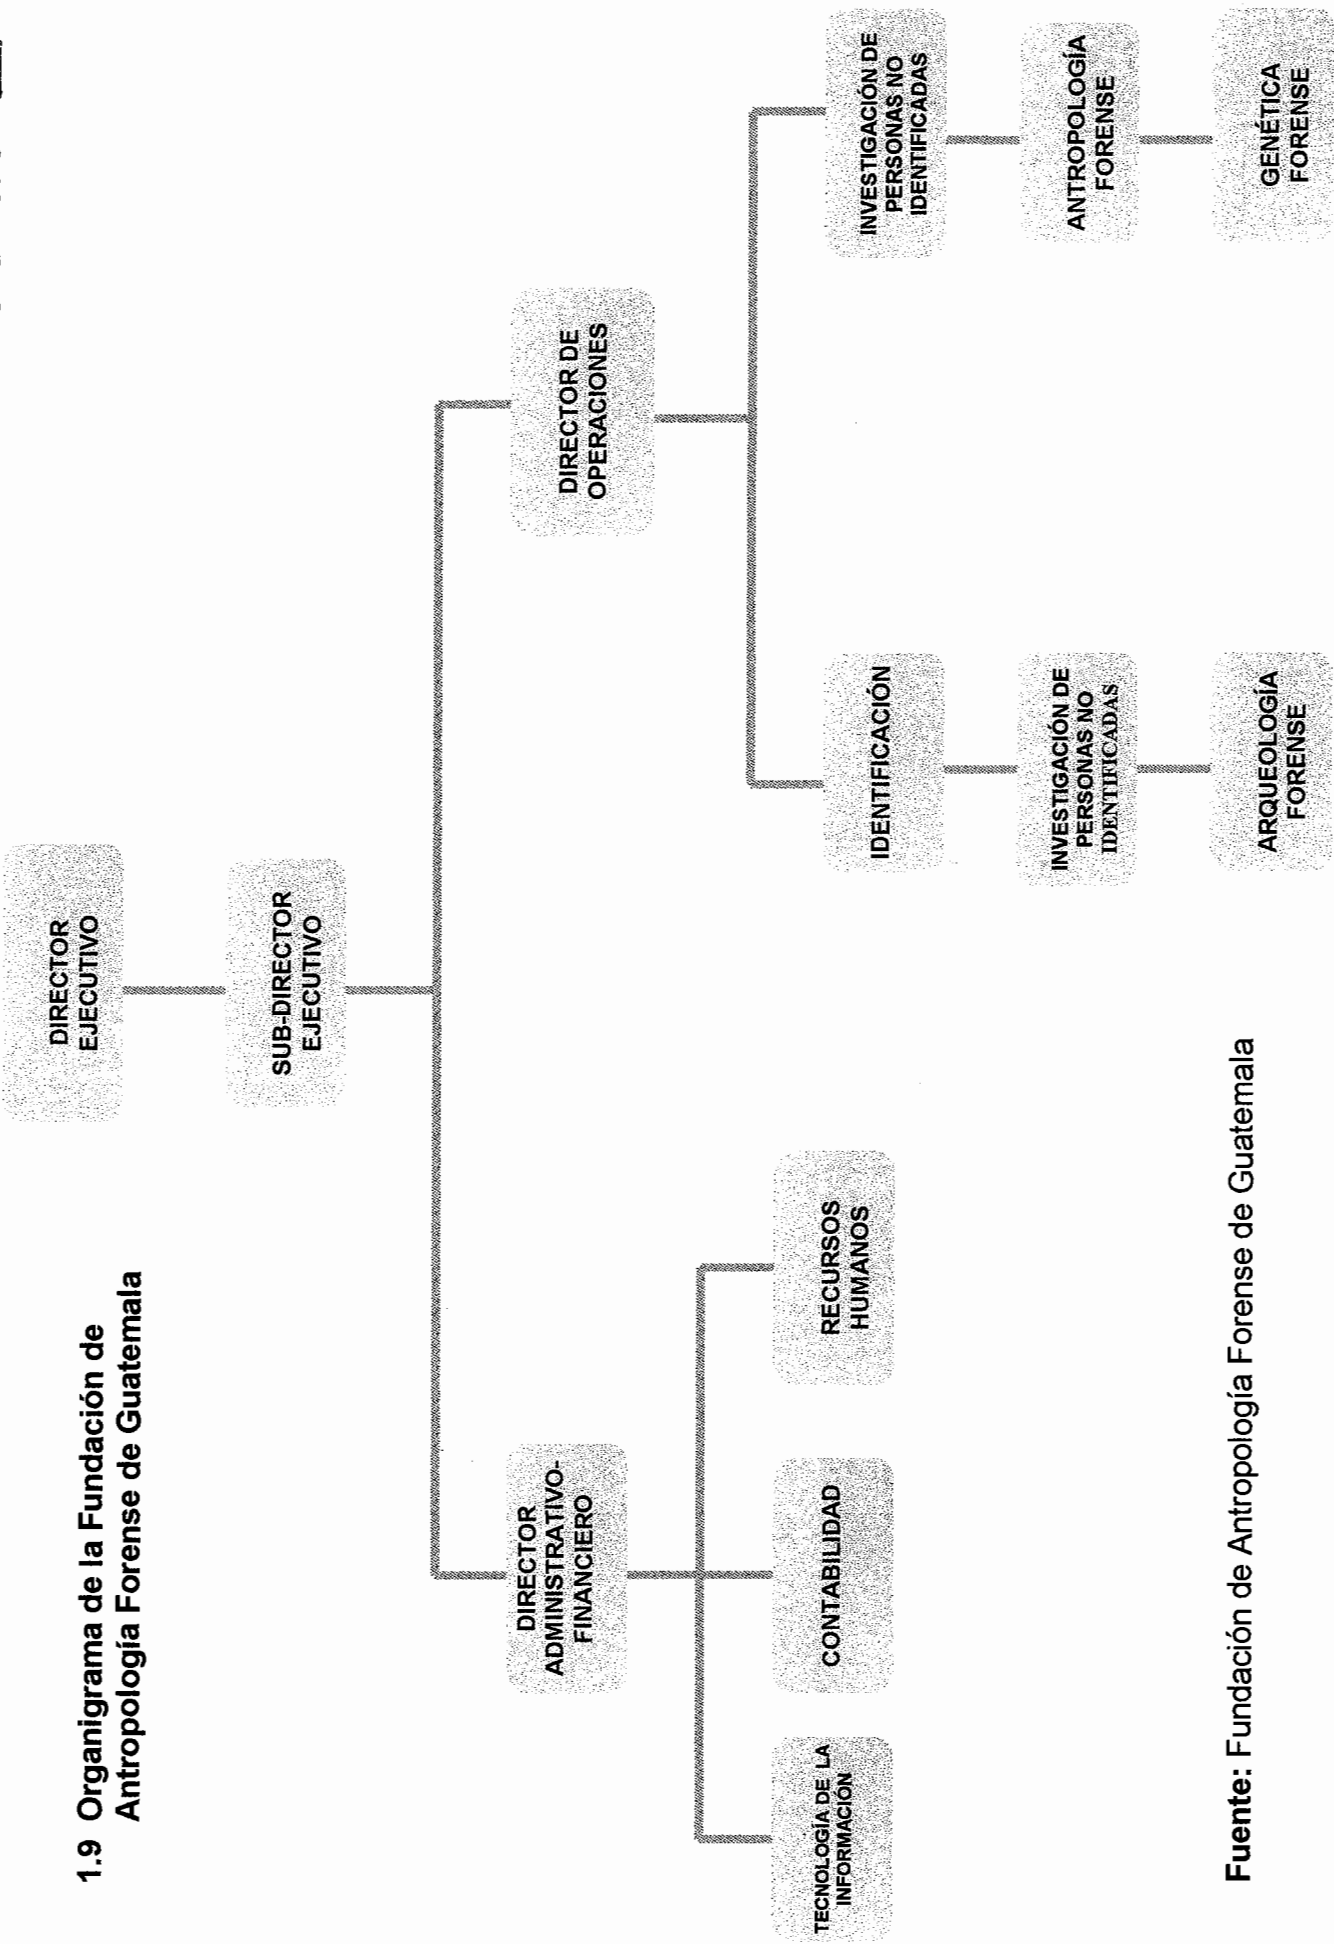 1.9 Organigrama de la Fundación de
Antropología Forense de Guatemala
DIRECTOR
EJECUTIVO
SUB-DIRECTOR
EJECUTIVO
DIRECTOR
ADMINISTRATIVO-
FINANCIERO
DIRECTOR DE
OPERACIONES
TECNOLOGÍA DE LA
INFORMACIÓN
CONTABILIDAD
RECURSOS
HUMANOS
IDENTIFICACIÓN
INVESTIGACIÓN DE
PERSONAS NO
IDENTIFICADAS
INVESTIGACIÓN DE
PERSONAS NO
IDENTIFICADAS
ANTROPOLOGÍA
FORENSE
ARQUEOLOGÍA
FORENSE
GENÉTICA
FORENSE
Fuente: Fundación de Antropología Forense de Guatemala